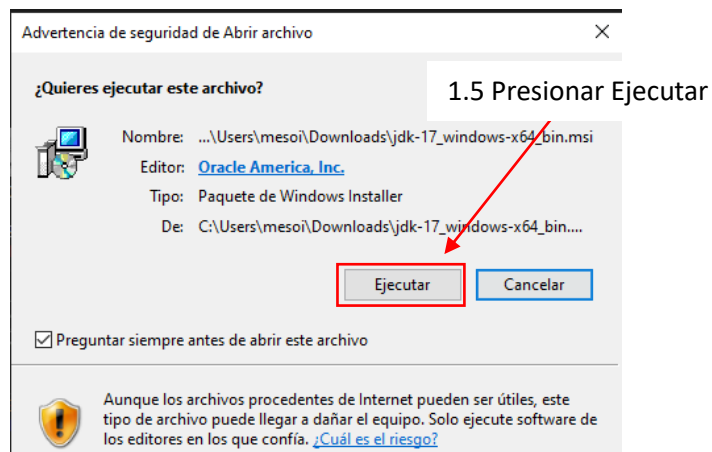 Advertencia de seguridad de Abrir archivo
¿Quieres ejecutar este archivo?
1.5 Presionar Ejecutar
Nombre: ...\Users\mesoi\Downloads\jdk-17_windows-x64_bin.msi
Editor: Oracle America, Inc.
Tipo: Paquete de Windows Installer
De: C:\Users\mesoi\Downloads\jdk-17_windows-x64_bin....
Ejecutar Cancelar
Preguntar siempre antes de abrir este archivo
Aunque los archivos procedentes de Internet pueden ser útiles, este
tipo de archivo puede llegar a dañar el equipo. Solo ejecute software de
los editores en los que confía. ¿Cuál es el riesgo?